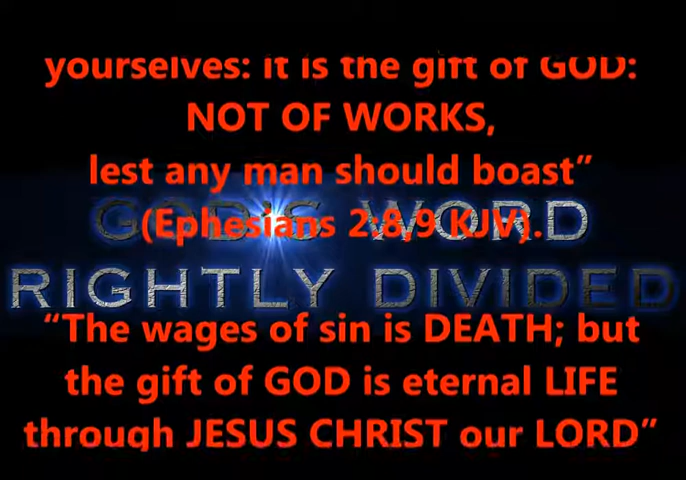 yourselves: it is the gift of GOD:
NOT OF WORKS,
lest any man should boast”
GOD'S WORD
(Ephesians 2:8,9 KJV).
RIGHTLY DIVIDED
“The wages of sin is DEATH; but
the gift of GOD is eternal LIFE
through JESUS CHRIST our LORD”